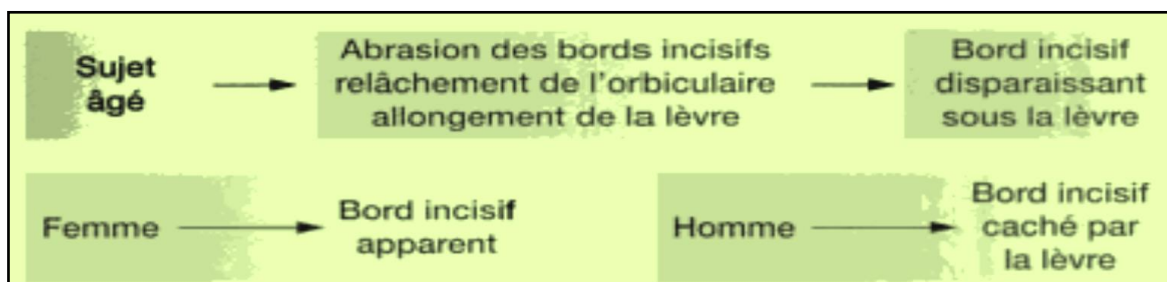 Sujet
âgé
Abrasion des bords incisifs
relâchement de l'orbiculaire
allongement de la lèvre
Bord incisif
disparaissant
sous la lèvre
Femme
Bord incisif
apparent
Homme
Bord incisif
caché par
la lèvre